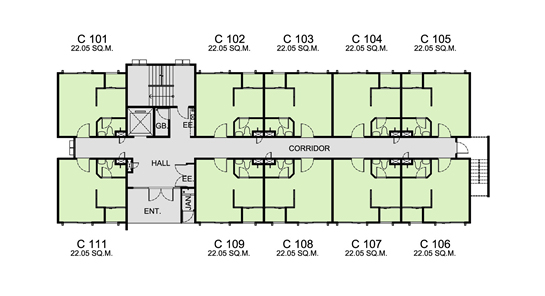 C 101 C 102 C 103 C 104 C 105
22.05 SQ.M. 22.05 SQ.M. 22.05 SQ.M. 22.05 SQ.M. 22.05 SQ.M.
GB. EE.
CORRIDOR
HALL
EE.
ENT. JAN.
C 111 C 109 C 108 C 107 C 106
22.05 SQ.M. 22.05 SQ.M. 22.05 SQ.M. 22.05 SQ.M. 22.05 SQ.M.